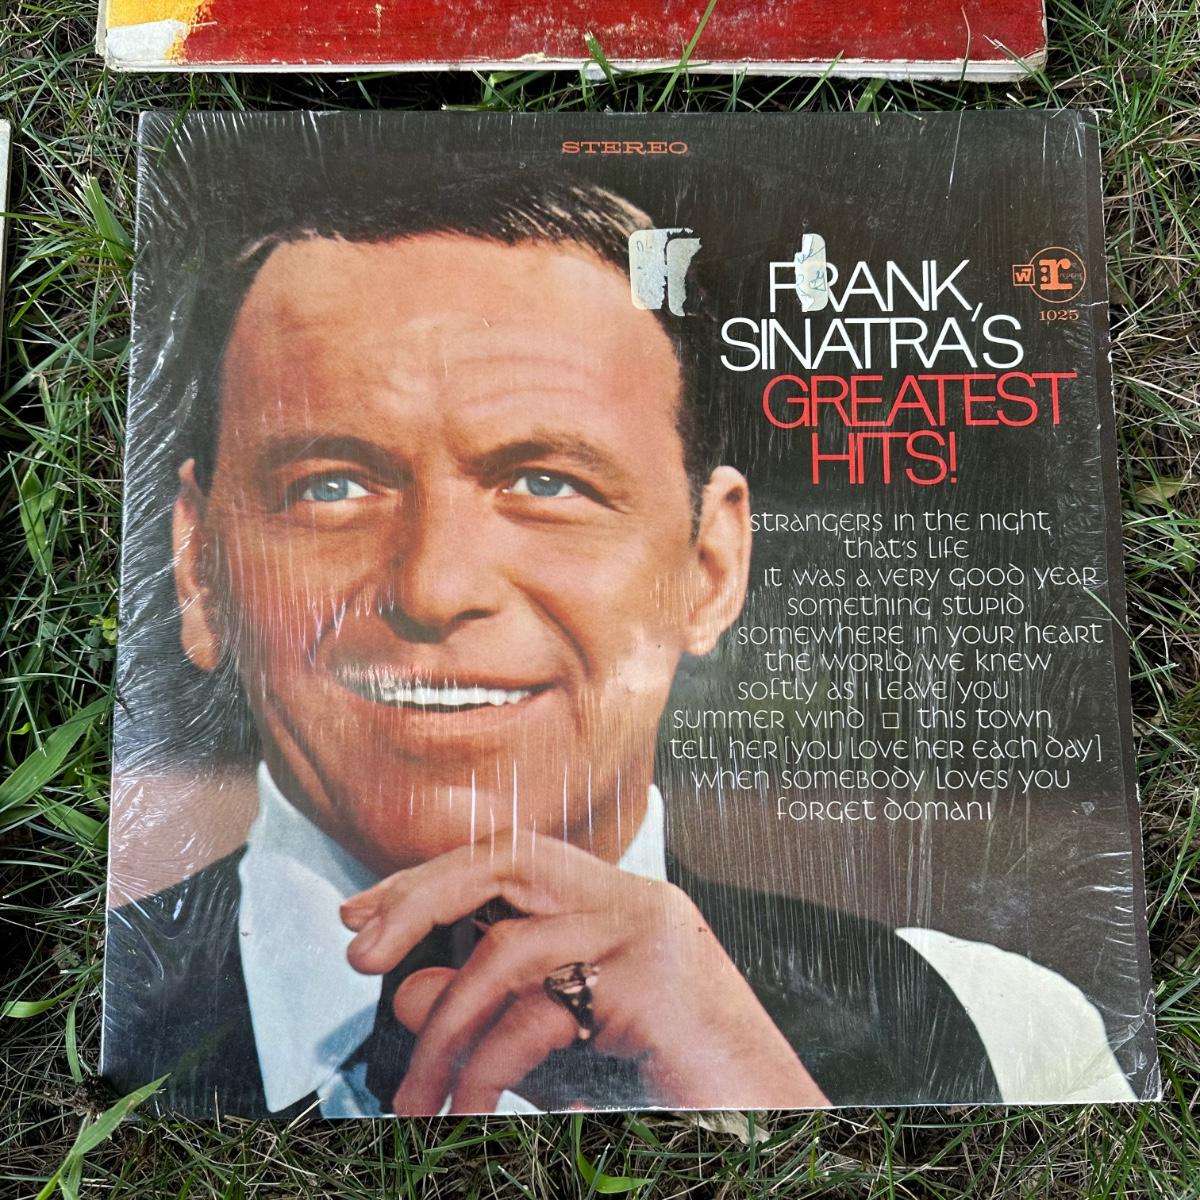 STEREO
FRANK
SINATRA'S
GREATEST
HITS!
W
r
1025
STRANGERS IN THE NIGHT
THAT'S LIFE
IT WAS A VERY GOOD YEAR
SOMETHING STUPID
SOMEWHERE IN YOUR HEART
THE WORLD WE KNEW
SOFTLY AS I LEAVE YOU
SUMMER WIND □ THIS TOWN
TELL HER [YOU LOVE HER EACH DAY]
WHEN SOMEBODY LOVES YOU
FORGET DOMANI